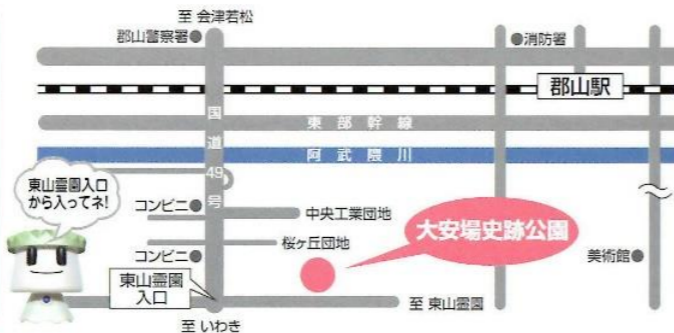 至 会津若松
郡山警察署
消防署
郡山駅
国道49号
東部幹線
阿武隈川
東山霊園入口
から入ってネ!
コンビニ
中央工業団地
大安場史跡公園
桜ヶ丘団地
コンビニ
美術館
東山霊園
入口
至 東山霊園
至 いわき